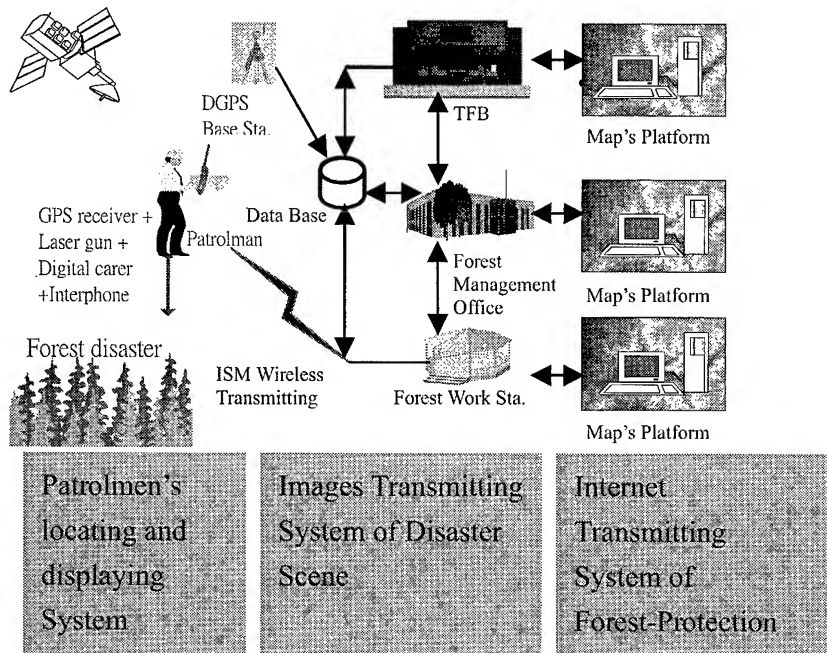 DGPS
Base Sta.
TFB
Map's Platform
GPS receiver +
Laser gun +
Digital carer
+Interphone
Patrolman
Data Base
Forest
Management
Office
Map's Platform
Forest disaster
ISM Wireless
Transmitting
Forest Work Sta.
Map's Platform
Patrolmen's
locating and
displaying
System
Images Transmitting
System of Disaster
Scene
Internet
Transmitting
System of
Forest-Protection